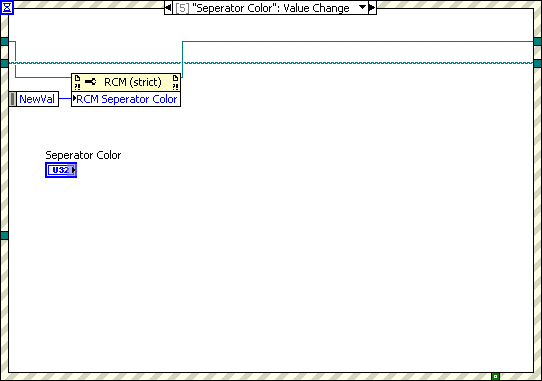 [5] "Seperator Color": Value Change
RCM (strict)
NewVal
RCM Seperator Color
Seperator Color
U32